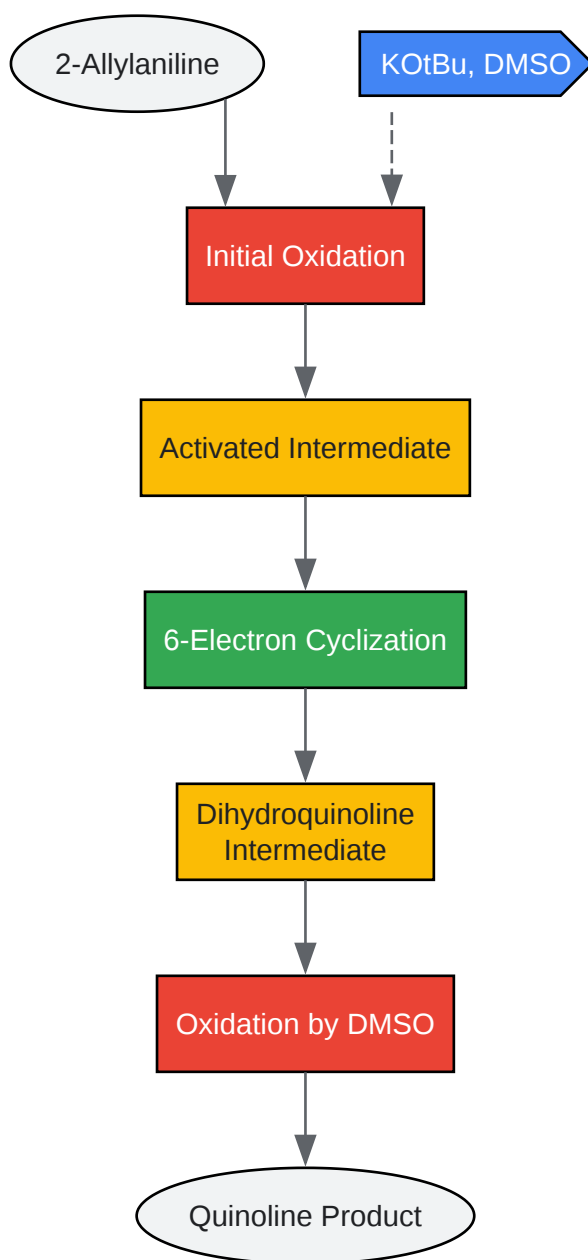 2-Allylaniline
KOtBu, DMSO
Initial Oxidation
Activated Intermediate
6-Electron Cyclization
Dihydroquinoline
Intermediate
Oxidation by DMSO
Quinoline Product